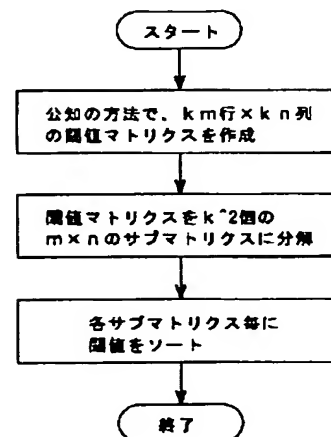 スタート
公知の方法で、km行×kn列
の閾値マトリクスを作成
閾値マトリクスをk^2個の
m×nのサブマトリクスに分解
各サブマトリクス毎に
閾値をソート
終了